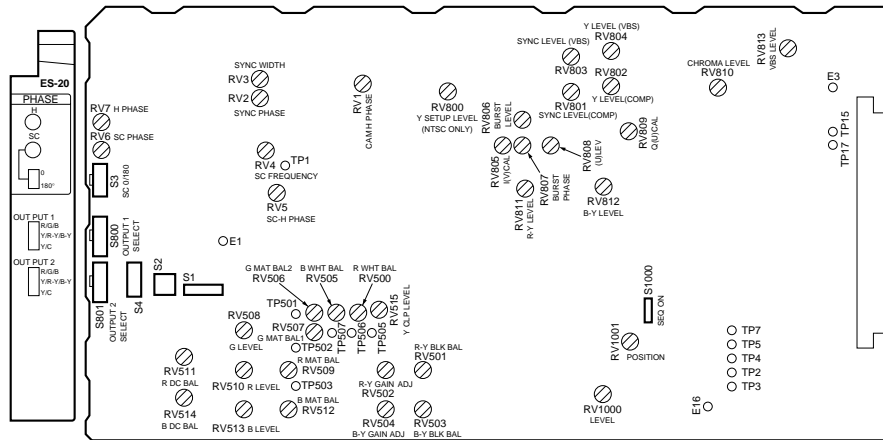 ES-20
PHASE
H
SC
0
180°
OUT PUT 1
R/G/B
Y/R-Y/B-Y
Y/C
OUT PUT 2
R/G/B
Y/R-Y/B-Y
Y/C
RV7 H PHASE
RV6 SC PHASE
S3
SC 0/180
S800
OUTPUT 1
SELECT
S801
OUTPUT 2
SELECT
S4
S2
S1
SYNC WIDTH
RV3
RV2
SYNC PHASE
RV4
TP1
SC FREQUENCY
RV5
SC-H PHASE
E1
RV1
CAM H PHASE
RV800
Y SETUP LEVEL
(NTSC ONLY)
Y LEVEL (VBS)
RV804
SYNC LEVEL (VBS)
RV803
RV802
Y LEVEL(COMP)
RV801
SYNC LEVEL(COMP)
RV806
BURST
LEVEL
RV805
I(V)CAL
RV807
BURST
PHASE
RV808
(U)LEV
RV809
Q(U)CAL
RV811
R-Y LEVEL
RV812
B-Y LEVEL
CHROMA LEVEL
RV810
RV813
VBS LEVEL
E3
TP15
TP17
G MAT BAL2
RV506
B WHT BAL
RV505
R WHT BAL
RV500
TP501
RV515
Y CLP LEVEL
RV508
G LEVEL
RV507
G MAT BAL1
TP507
TP506
TP505
TP502
R MAT BAL
RV509
TP503
B MAT BAL
RV512
RV511
R DC BAL
RV510 R LEVEL
RV514
B DC BAL
RV513 B LEVEL
R-Y BLK BAL
RV501
R-Y GAIN ADJ
RV502
RV504
B-Y GAIN ADJ
RV503
B-Y BLK BAL
S1000
SEQ ON
RV1001
POSITION
RV1000
LEVEL
TP7
TP5
TP4
TP2
TP3
E16